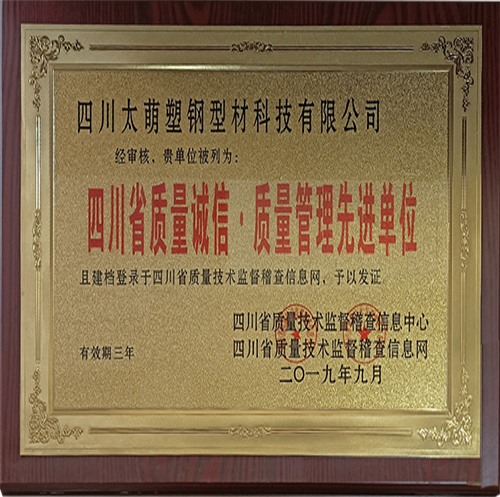 四川太萌塑钢型材科技有限公司
经审核，贵单位被列为：
四川省质量诚信·质量管理先进单位
且建档登录于四川省质量技术监督稽查信息网，予以发证
四川省质量技术监督稽查信息中心
有效期三年
四川省质量技术监督稽查信息网
二〇一九年九月